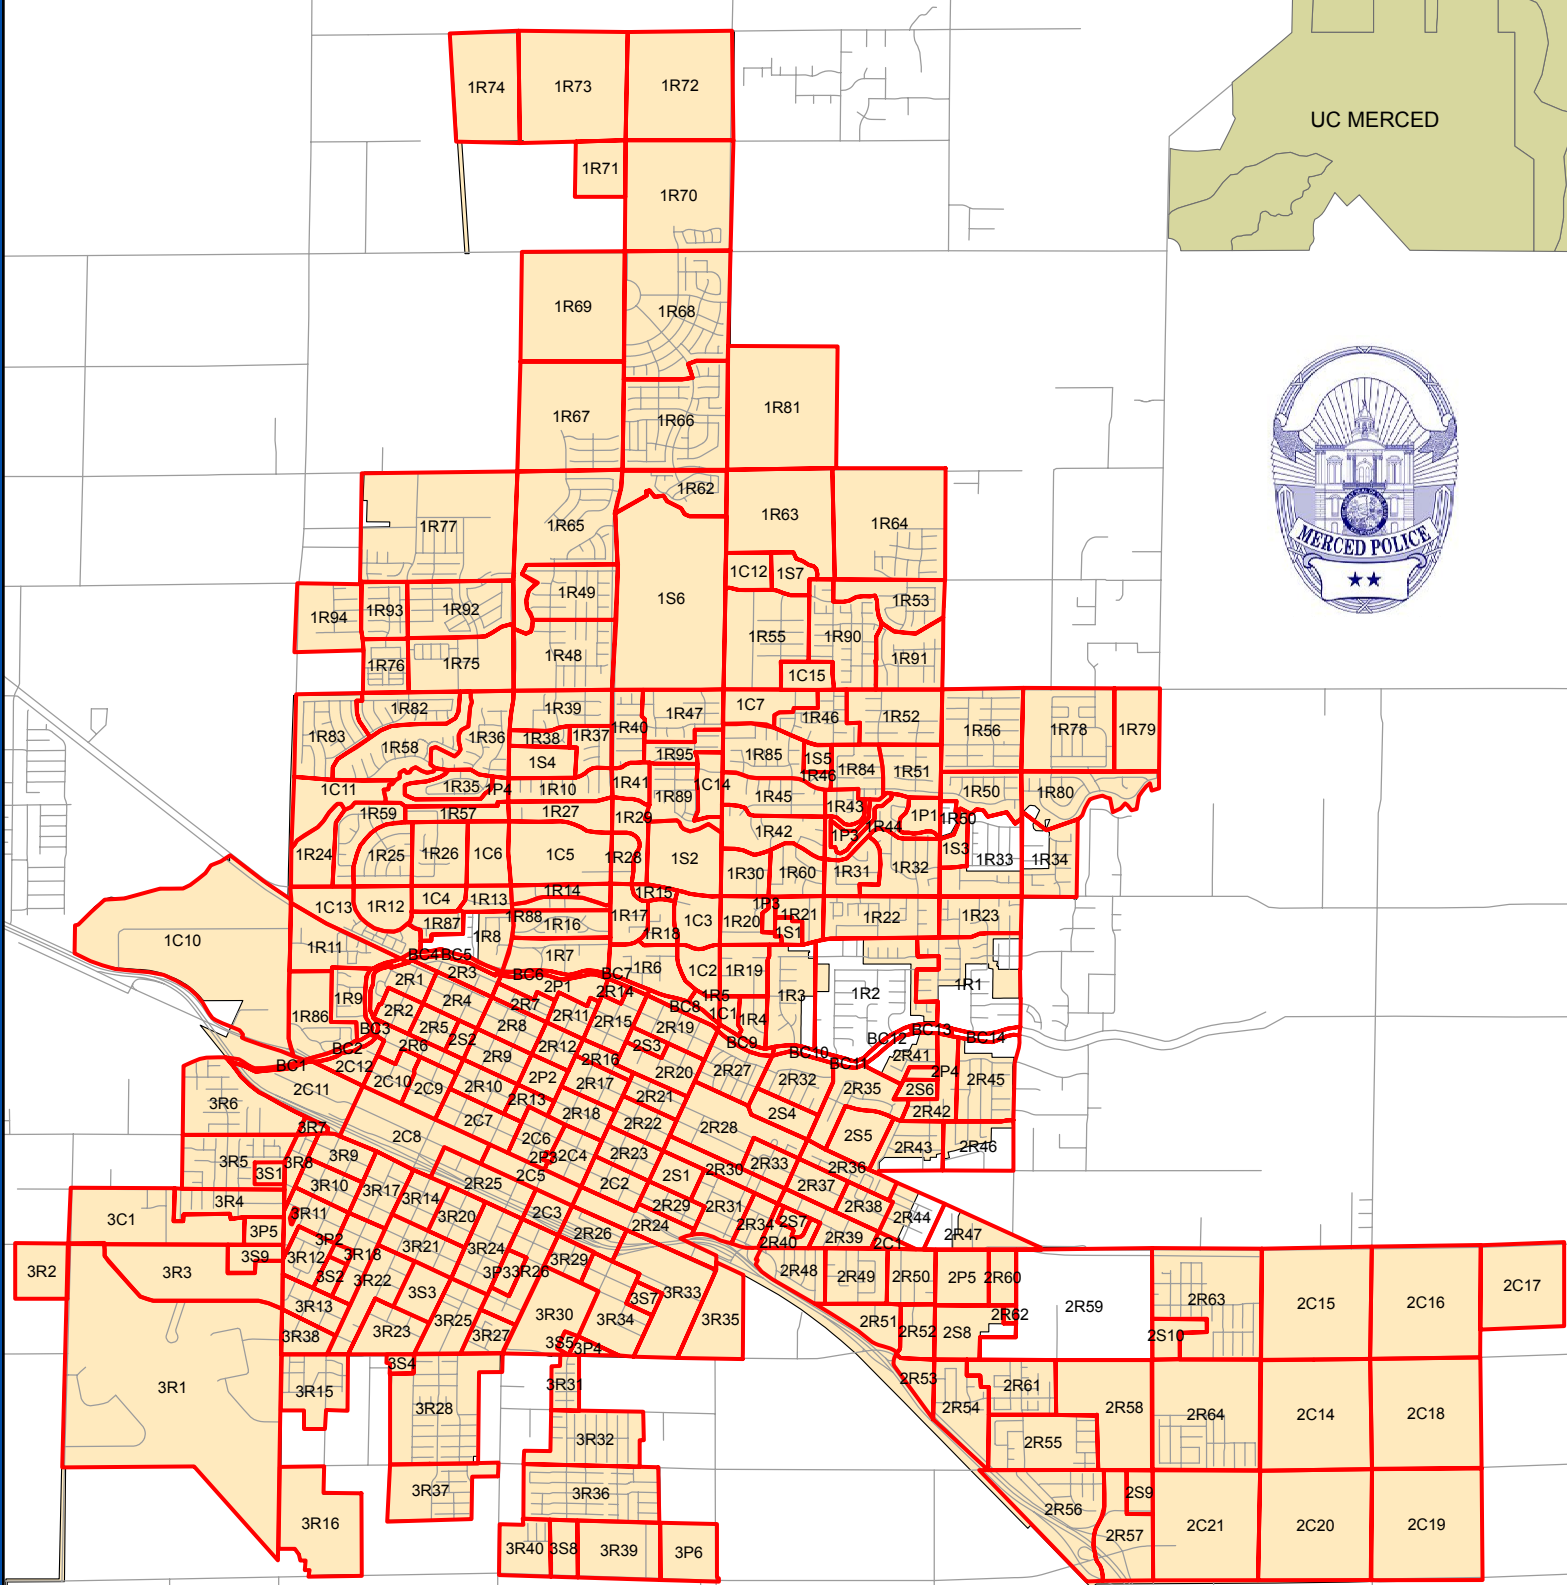 1R74 1R73 1R72
UC MERCED
1R71
1R70
1R69 1R68
1R67 1R66 1R81
1R62
1R77 1R65 1R63 1R64
MERCED POLICE
1C12 1S7
1R94 1R93 1R92 1R49 1S6 1R53
1R55 1R90
1R76 1R75 1R48 1R91
1C15
1R82 1R39 1C7
1R83 1R36 1R40 1R47 1R46 1R52 1R56 1R78 1R79
1R58 1R38 1R37
1S4 1R95 1R85 1S5 1R84 1R51
1R46
1C11 1R35 1P4 1R10 1R41 1R89 1C14 1R45 1R50 1R80
1R59 1R57 1R27 1R29 1R43 1P1 1R50
1R42 1P3 1R44
1R24 1R25 1R26 1C6 1C5 1R28 1S2 1S3 1R33 1R34
1R30 1R60 1R31 1R32
1C13 1R12 1C4 1R13 1R14 1R15
1R87 1R88 1R16 1R17 1C3 1R20 1P3 1R21 1R22 1R23
1C10 1R11 1R8 1R18 1S1
BC4 BC5 1R7 1R6
2R1 2R3 BC6 BC7 1C2 1R19 1R2 1R1
1R9 2P1 2R14 1R5 1R3
1R86 2R2 2R4 2R7 2R11 2R15 BC8 1C1 1R4
BC3 2R5 2S2 2R8 2R19 BC12 BC13 BC14
BC2 2R6 2R9 2R12 2R16 2S3 BC9 BC10 BC11 2R41
BC1 2C12 2C10 2C9 2R10 2P2 2R17 2R20 2R27 2R32 2R35 2P4 2R45
2C11 2S6
3R6 2R13 2R21 2R42
2C7 2R18 2R22 2R28 2S4
3R7 2C8 2C6 2S5 2R43 2R46
3R5 3R8 3R9 2P3 2C4 2R23
3S1 3R10 3R17 2R25 2C5 2C2 2S1 2R30 2R33 2R36
3R4 3R14 2R37
3C1 3R11 3R20 2C3 2R29 2R31 2R38 2R44
3P5 3P2 2R26 2R24 2R34 2S7 2R47
3S9 3R12 3R18 3R21 3R24 3R29 2R40 2R39 2C1
3R2 3R3 3S2 3R22 3P3 3R26 2R48 2R49 2R50 2P5 2R60
3R13 3S3 3R30 3S7 3R33 2R59 2R63 2C15 2C16 2C17
3R38 3R23 3R25 3R27 3R34 3R35 2R51 2R52 2S8 2R62 2S10
3S5 3P4
3R1 3R15 3S4 3R31 2R53 2R61
3R28 2R54 2R58 2R64 2C14 2C18
3R32 2R55
3R37 3R36 2R56 2S9
3R16 2R57 2C21 2C20 2C19
3R40 3S8 3R39 3P6